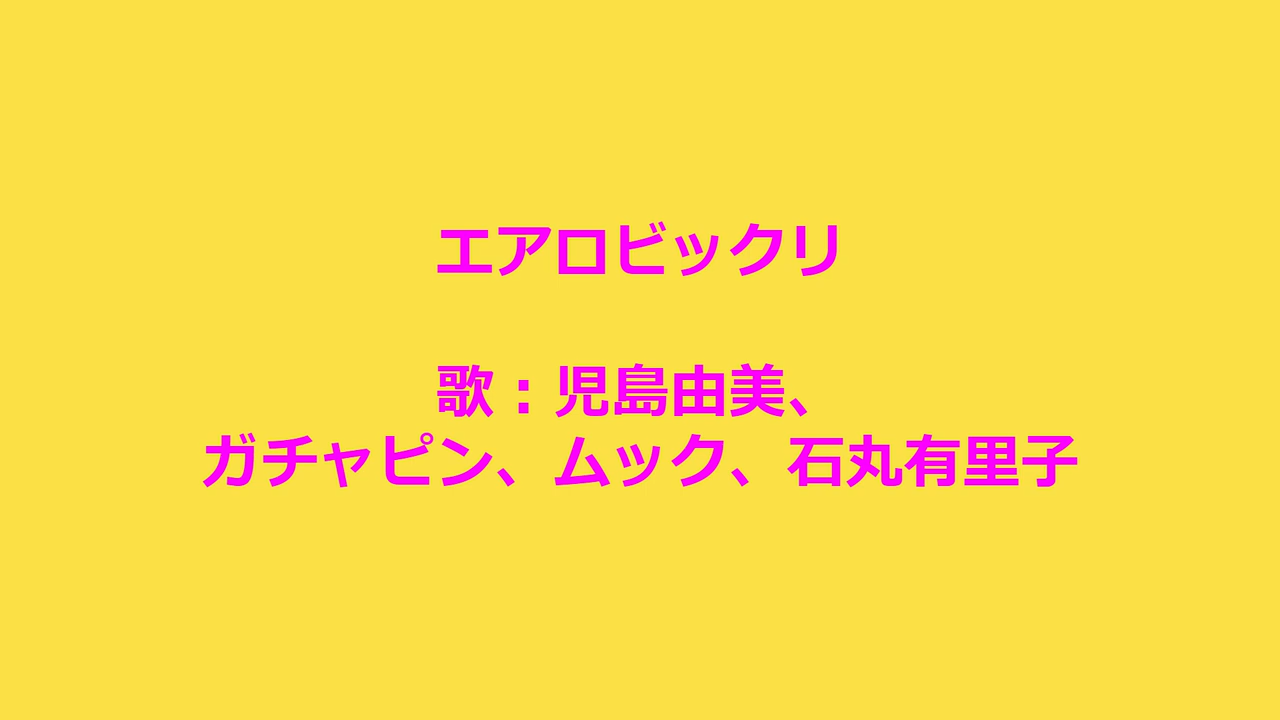 エアロビックリ
歌：児島由美、
ガチャピン、ムック、石丸有里子